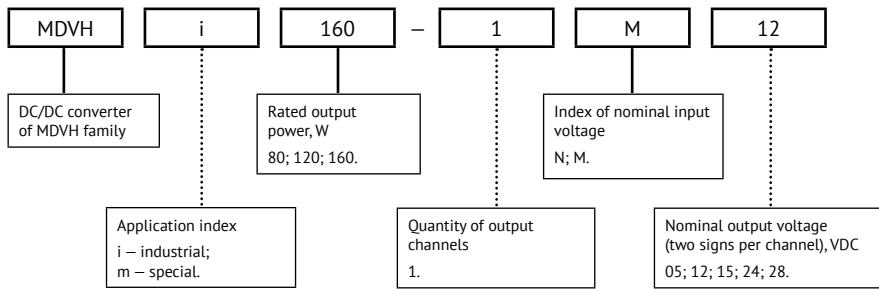 MDVH i 160 – 1 M 12
DC/DC converter
of MDVH family
Rated output
power, W
80; 120; 160.
Index of nominal input
voltage
N; M.
Application index
i – industrial;
m – special.
Quantity of output
channels
1.
Nominal output voltage
(two signs per channel), VDC
05; 12; 15; 24; 28.